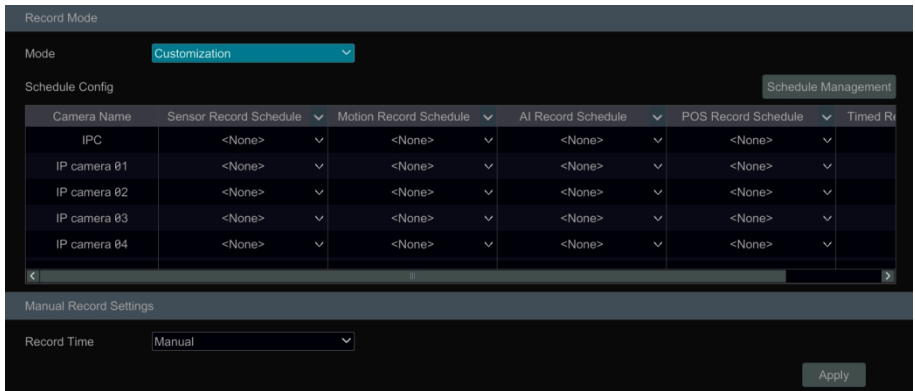 Record Mode
Mode Customization
Schedule Config Schedule Management
Camera Name Sensor Record Schedule Motion Record Schedule AI Record Schedule POS Record Schedule Timed Re
IPC <None> <None> <None> <None>
IP camera 01 <None> <None> <None> <None>
IP camera 02 <None> <None> <None> <None>
IP camera 03 <None> <None> <None> <None>
IP camera 04 <None> <None> <None> <None>
Manual Record Settings
Record Time Manual
Apply